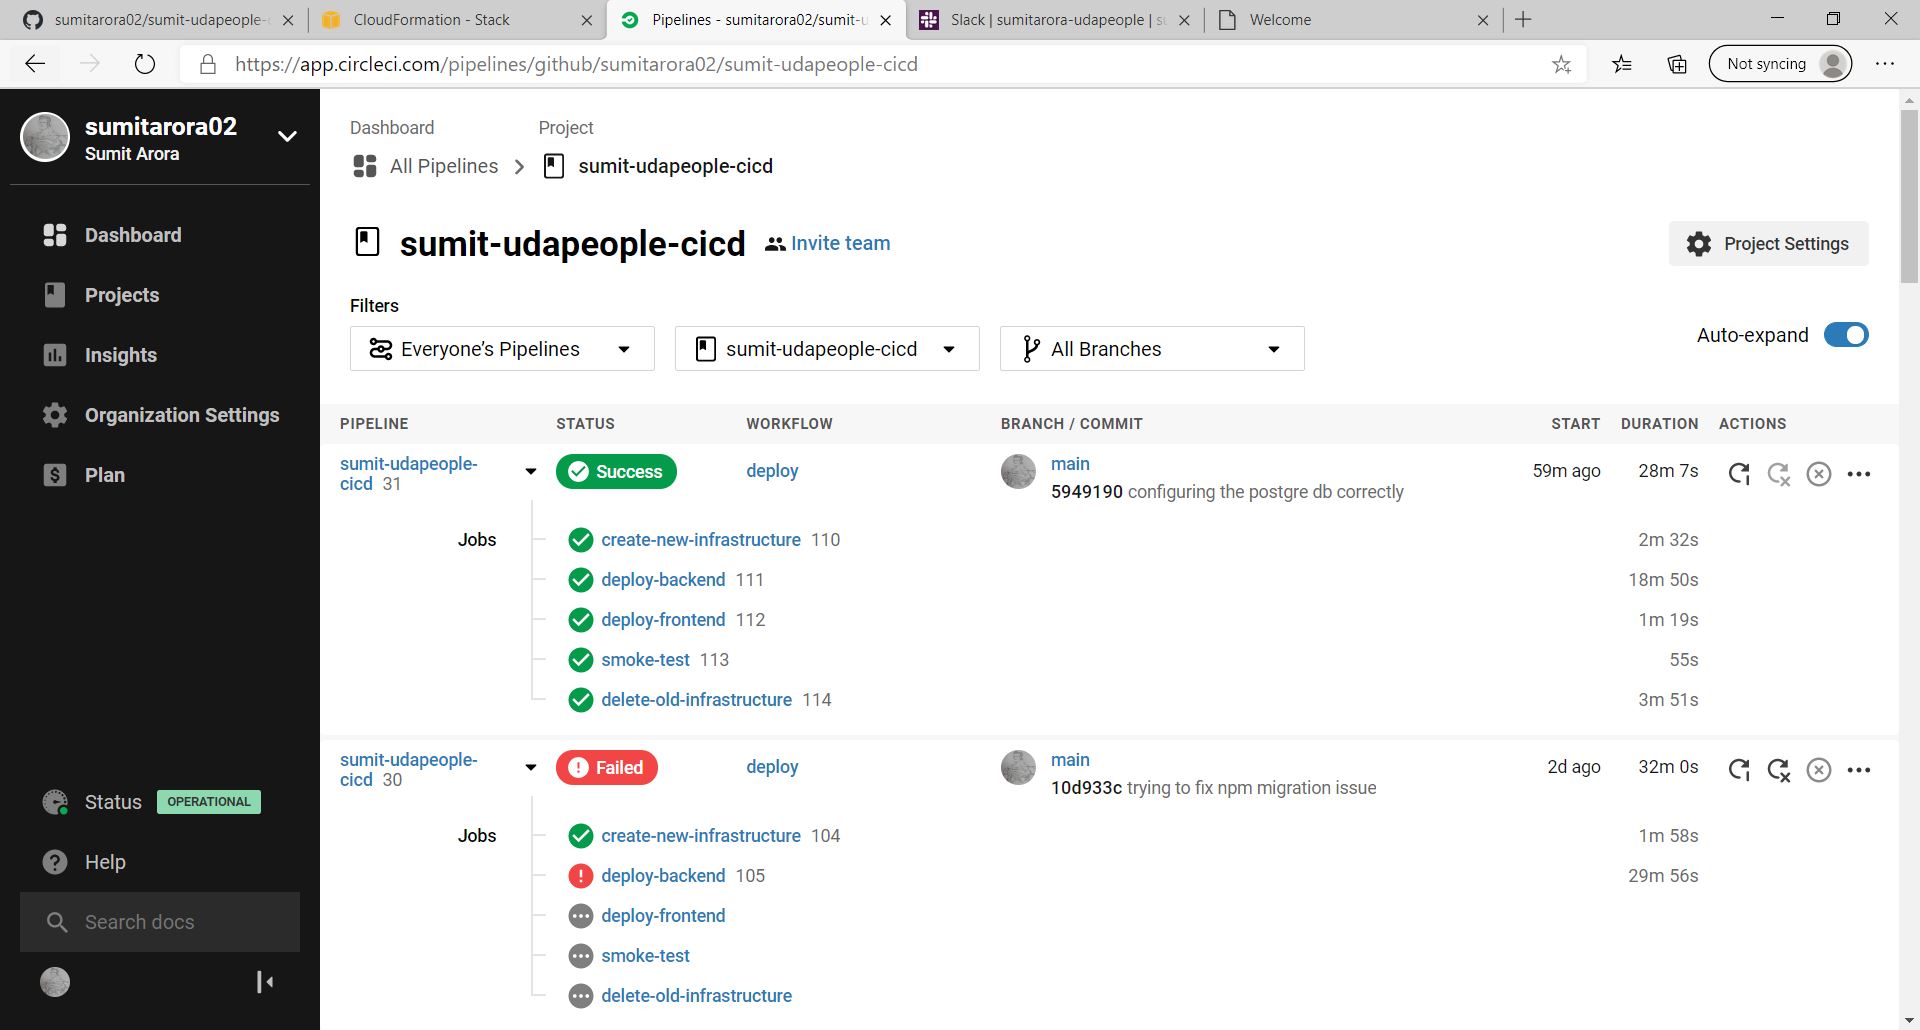 sumitarora02/sumit-udapeople-
CloudFormation - Stack
Pipelines - sumitarora02/sumit-u
Slack | sumitarora-udapeople | su
Welcome
https://app.circleci.com/pipelines/github/sumitarora02/sumit-udapeople-cicd
Not syncing
sumitarora02
Sumit Arora
Dashboard
Projects
Insights
Organization Settings
Plan
Status OPERATIONAL
Help
Search docs
Dashboard Project
All Pipelines sumit-udapeople-cicd
sumit-udapeople-cicd Invite team
Project Settings
Filters
Everyone’s Pipelines sumit-udapeople-cicd All Branches
Auto-expand
PIPELINE STATUS WORKFLOW BRANCH / COMMIT START DURATION ACTIONS
sumit-udapeople-
cicd 31
Success deploy main 59m ago 28m 7s
5949190 configuring the postgre db correctly
Jobs create-new-infrastructure 110 2m 32s
deploy-backend 111 18m 50s
deploy-frontend 112 1m 19s
smoke-test 113 55s
delete-old-infrastructure 114 3m 51s
sumit-udapeople-
cicd 30
Failed deploy main 2d ago 32m 0s
10d933c trying to fix npm migration issue
Jobs create-new-infrastructure 104 1m 58s
deploy-backend 105 29m 56s
deploy-frontend
smoke-test
delete-old-infrastructure